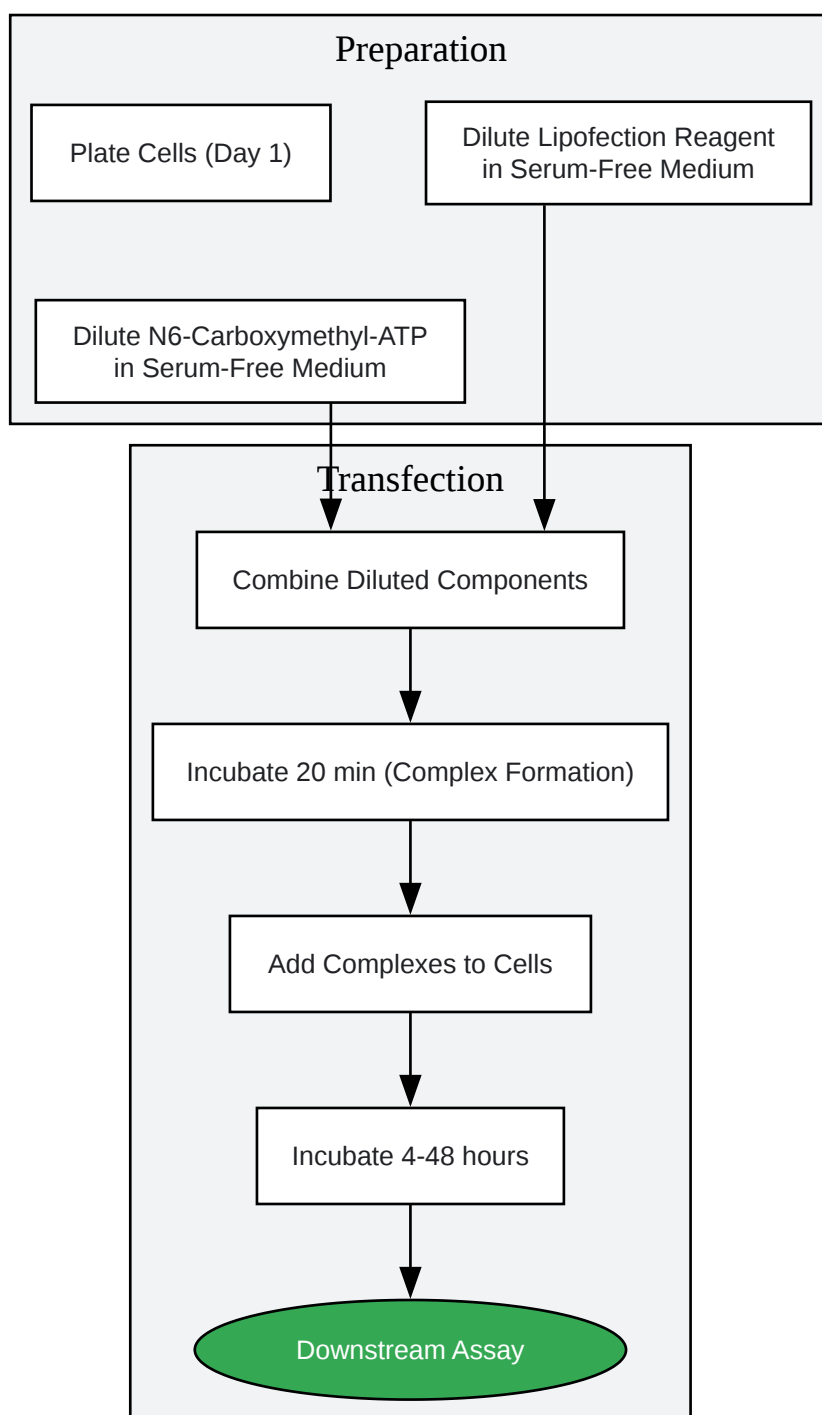 Preparation
Plate Cells (Day 1)
Dilute Lipofection Reagent
in Serum-Free Medium
Dilute N6-Carboxymethyl-ATP
in Serum-Free Medium
Transfection
Combine Diluted Components
Incubate 20 min (Complex Formation)
Add Complexes to Cells
Incubate 4-48 hours
Downstream Assay